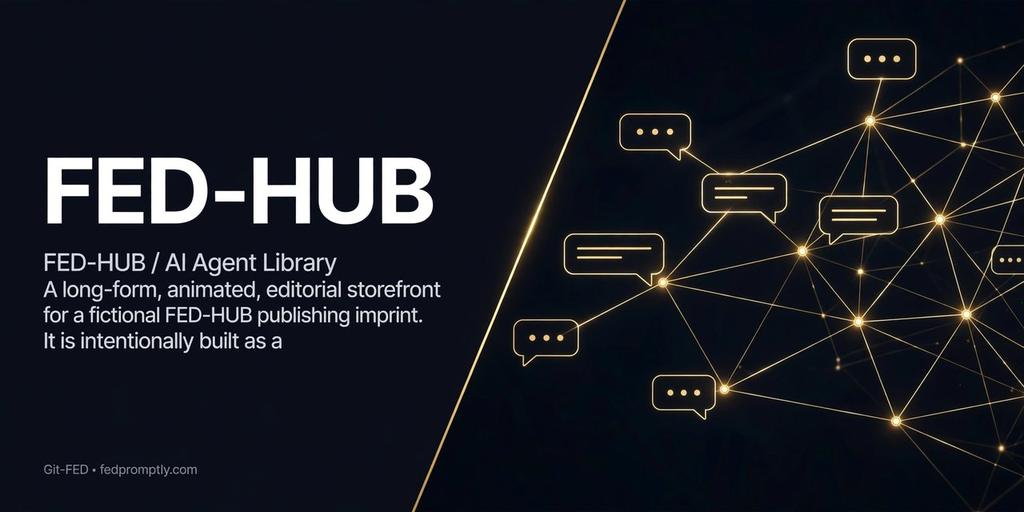 FED-HUB
FED-HUB / AI Agent Library
A long-form, animated, editorial storefront
for a fictional FED-HUB publishing imprint.
It is intentionally built as a
Git-FED • fedpromptly.com